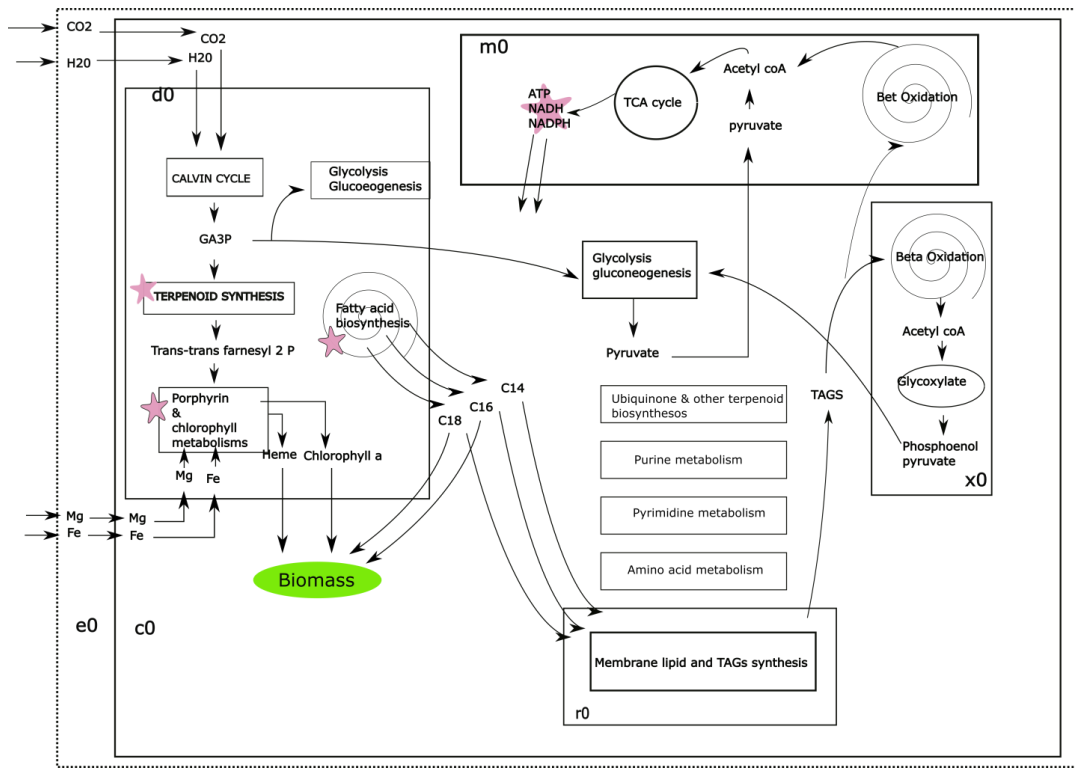 CO2
H20
CO2
H20
d0
CALVIN CYCLE
Glycolysis
Glucoeogenesis
GA3P
TERPENOID SYNTHESIS
Fatty acid
biosynthesis
Trans-trans farnesyl 2 P
Porphyrin
&
chlorophyll
metabolisms
Heme
Chlorophyll a
Mg
Fe
Mg
Fe
Mg
Fe
Biomass
e0
c0
C14
C16
C18
m0
ATP
NADH
NADPH
TCA cycle
Acetyl coA
pyruvate
Bet Oxidation
Glycolysis
gluconeogenesis
Pyruvate
Ubiquinone & other terpenoid
biosynthesos
Purine metabolism
Pyrimidine metabolism
Amino acid metabolism
TAGS
Beta Oxidation
Acetyl coA
Glycoxylate
Phosphoenol
pyruvate
x0
Membrane lipid and TAGs synthesis
r0